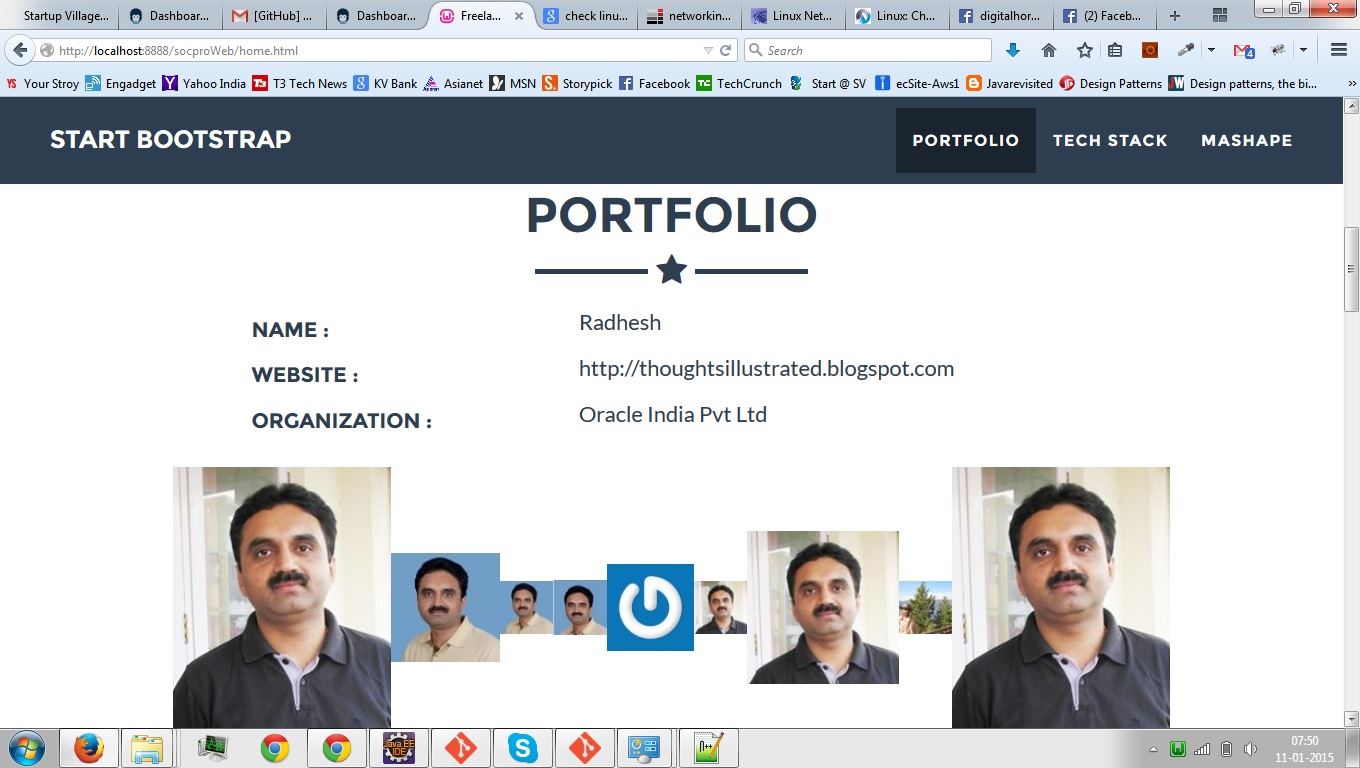 Startup Village... Dashboar... [GitHub] ... Dashboar... Freela... × check linu... networkin... Linux Net... Linux: Ch... digitalhor... (2) Faceb... +
http://localhost:8888/socproWeb/home.html Search 4
YS Your Stroy Engadget Yahoo India T3 T3 Tech News KV Bank Asianet MSN Storypick Facebook TC TechCrunch Start @ SV ecSite-Aws1 Javarevisited Design Patterns Design patterns, the bi... »
START BOOTSTRAP PORTFOLIO TECH STACK MASHAPE
PORTFOLIO
NAME : Radhesh
WEBSITE : http://thoughtsillustrated.blogspot.com
ORGANIZATION : Oracle India Pvt Ltd
Java EE IDE
07:50
11-01-2015